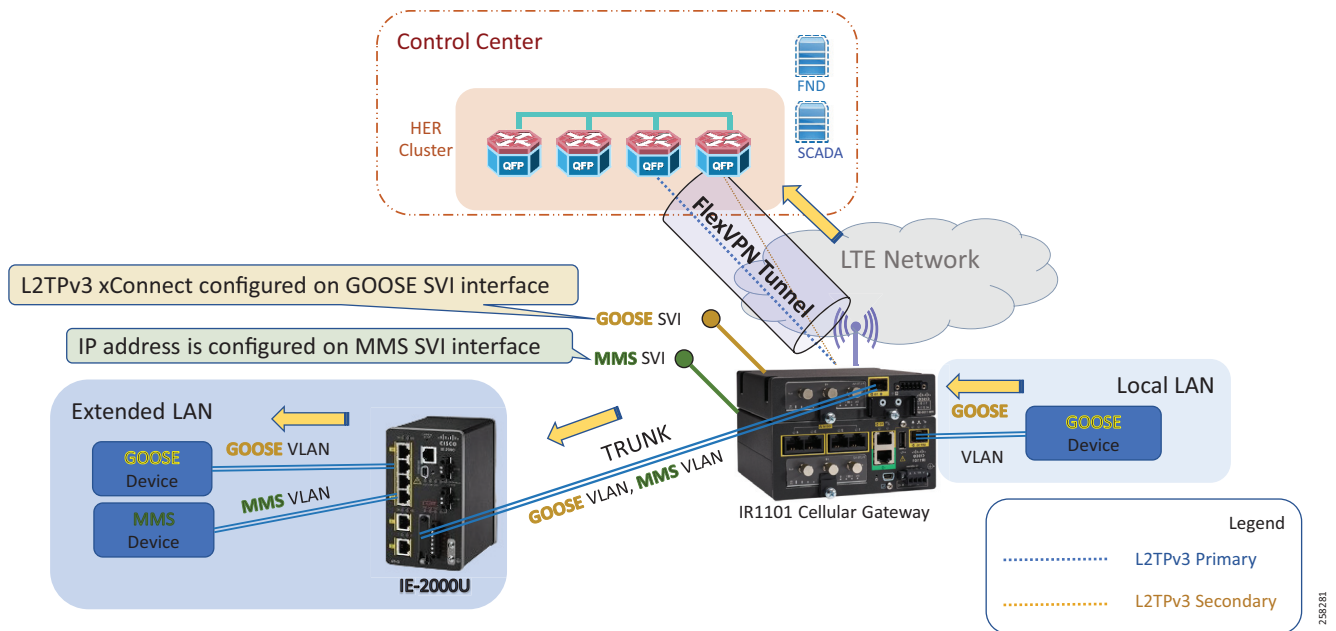 Control Center
FND
HER
Cluster
QFP
QFP
QFP
QFP
SCADA
FlexVPN Tunnel
LTE Network
L2TPv3 xConnect configured on GOOSE SVI interface
GOOSE SVI
IP address is configured on MMS SVI interface
MMS SVI
Extended LAN
Local LAN
GOOSE
GOOSE
Device
VLAN
GOOSE VLAN
GOOSE
Device
MMS VLAN
MMS
Device
CISCO
TRUNK
GOOSE VLAN, MMS VLAN
IE-2000U
IR1101 Cellular Gateway
Legend
L2TPv3 Primary
L2TPv3 Secondary
258281